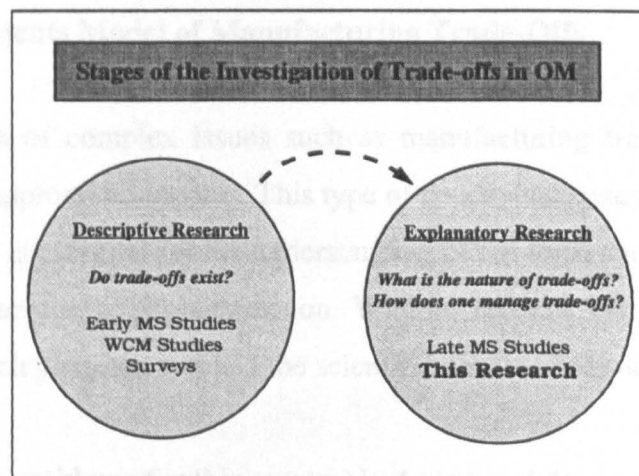 Stages of the Investigation of Trade-offs in OM
Descriptive Research
Do trade-offs exist?
Early MS Studies
WCM Studies
Surveys
Explanatory Research
What is the nature of trade-offs?
How does one manage trade-offs?
Late MS Studies
This Research